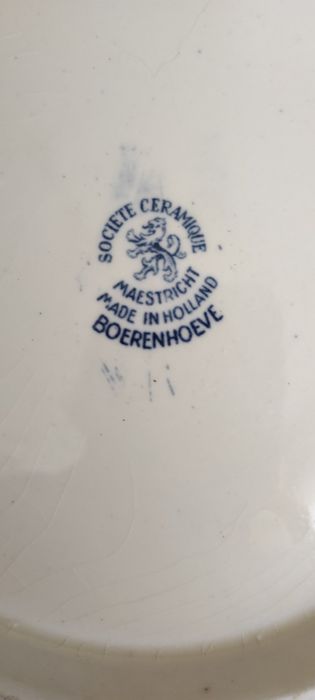 SOCIETE CERAMIQUE
MAESTRICHT
MADE IN HOLLAND
BOERENHOEVE